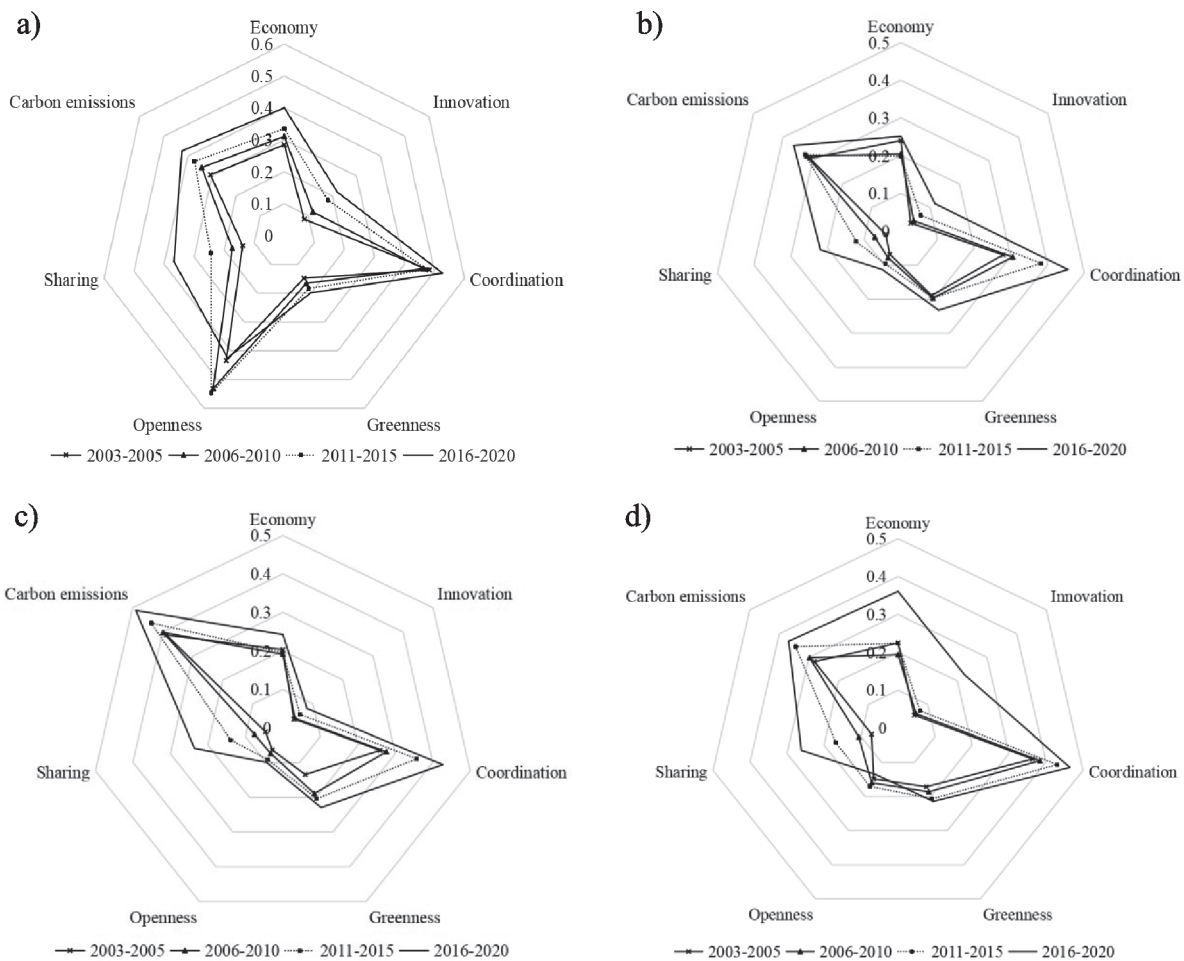 a)
Economy
0.6
0.5
0.4
0.3
0.2
0.1
0
Innovation
Coordination
Greenness
Openness
Sharing
Carbon emissions
2003-2005 2006-2010 2011-2015 2016-2020
b)
Economy
0.5
0.4
0.3
0.2
0.1
0
Innovation
Coordination
Greenness
Openness
Sharing
Carbon emissions
2003-2005 2006-2010 2011-2015 2016-2020
c)
Economy
0.5
0.4
0.3
0.2
0.1
0
Innovation
Coordination
Greenness
Openness
Sharing
Carbon emissions
2003-2005 2006-2010 2011-2015 2016-2020
d)
Economy
0.5
0.4
0.3
0.2
0.1
0
Innovation
Coordination
Greenness
Openness
Sharing
Carbon emissions
2003-2005 2006-2010 2011-2015 2016-2020